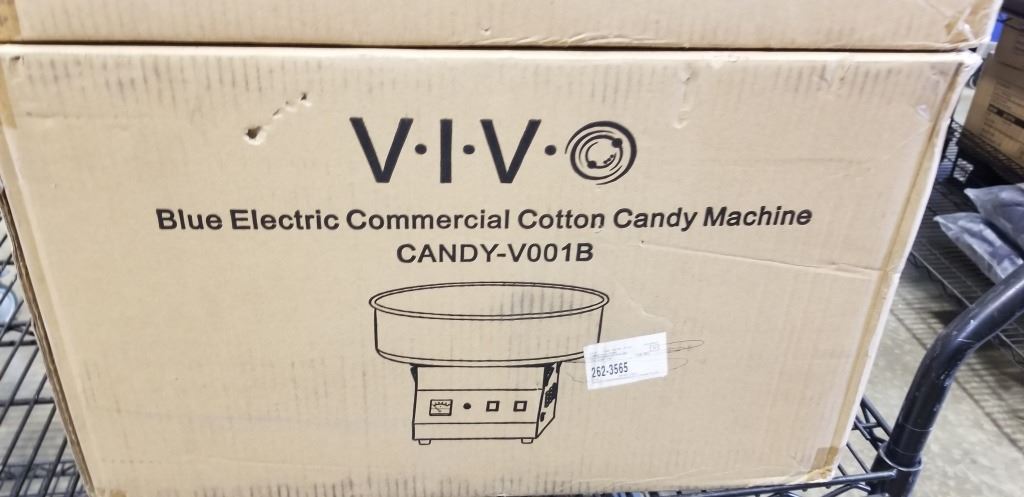 V·I·V·O
Blue Electric Commercial Cotton Candy Machine
CANDY-V001B
262-3565